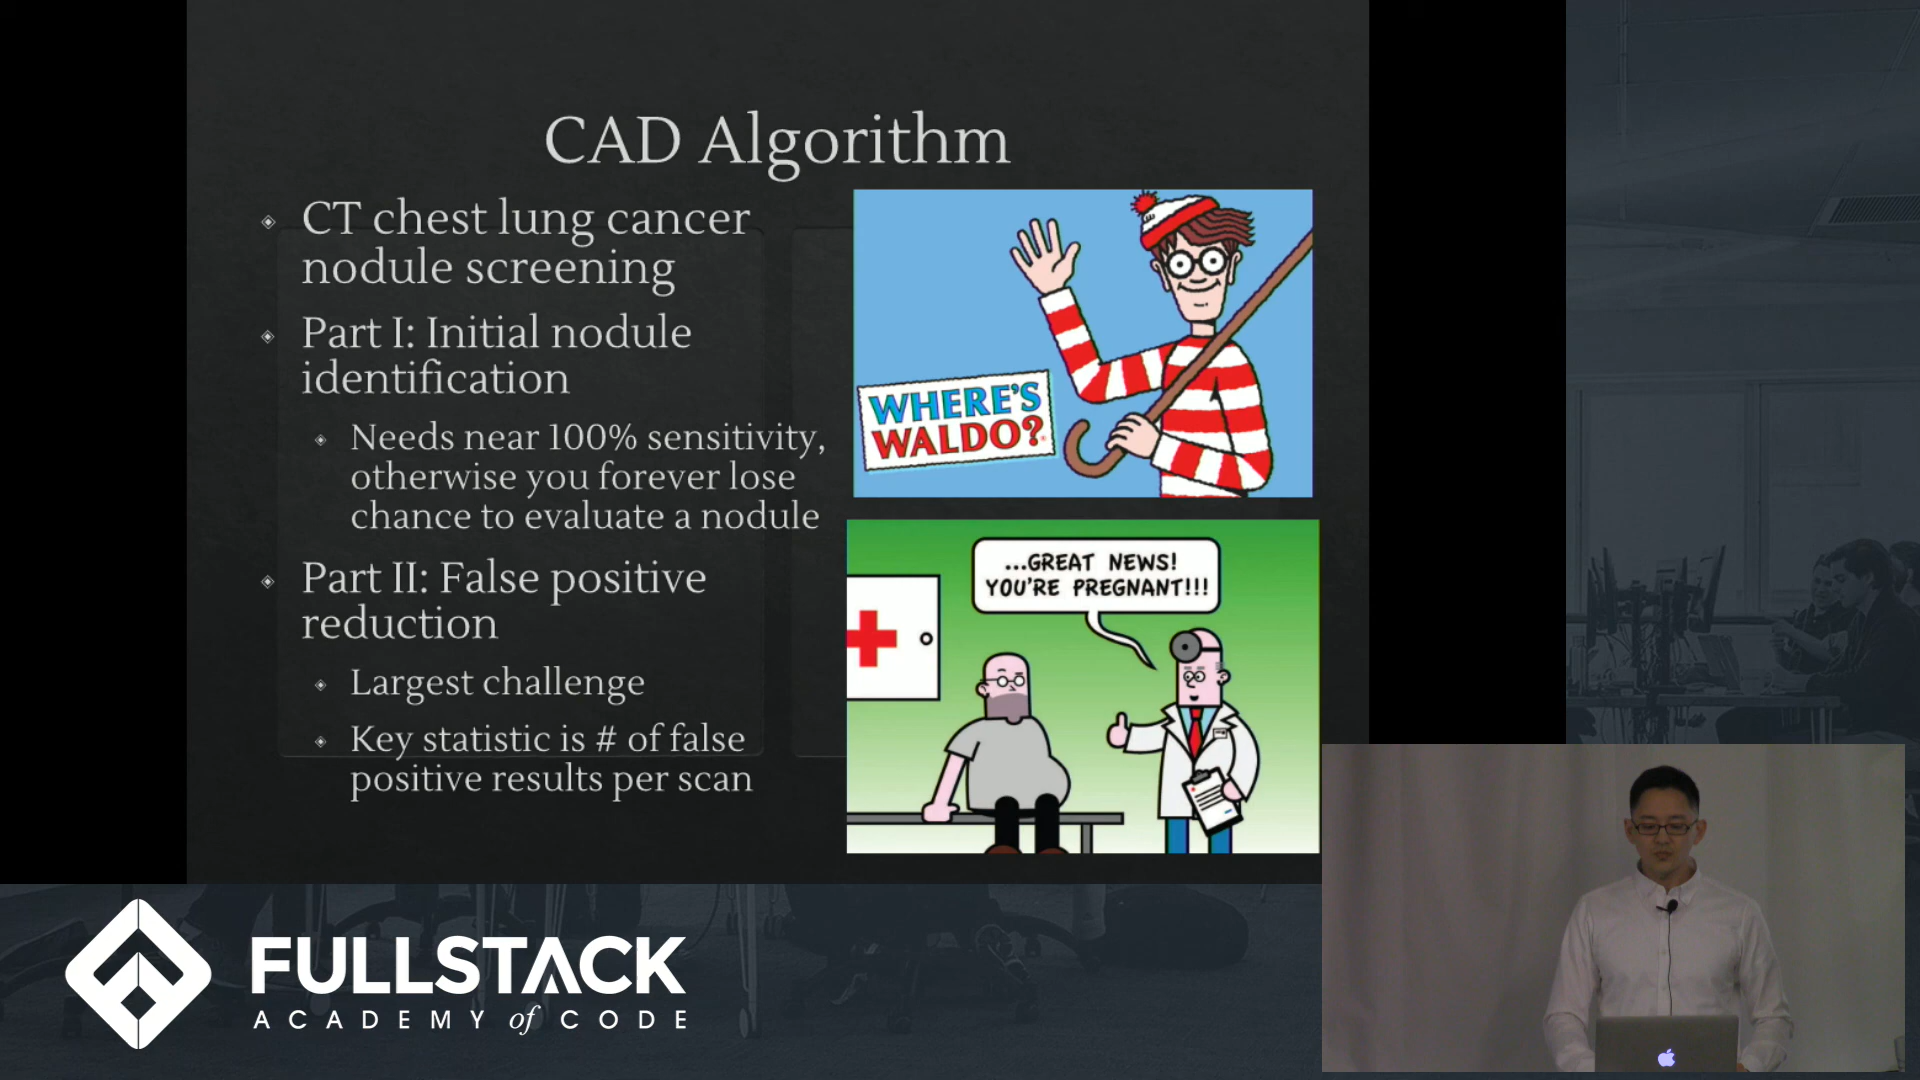 CAD Algorithm
CT chest lung cancer
nodule screening
Part I: Initial nodule
identification
Needs near 100% sensitivity,
otherwise you forever lose
chance to evaluate a nodule
Part II: False positive
reduction
Largest challenge
Key statistic is # of false
positive results per scan
WHERE'S
WALDO?
...GREAT NEWS!
YOU'RE PREGNANT!!!
FULLSTACK
ACADEMY of CODE